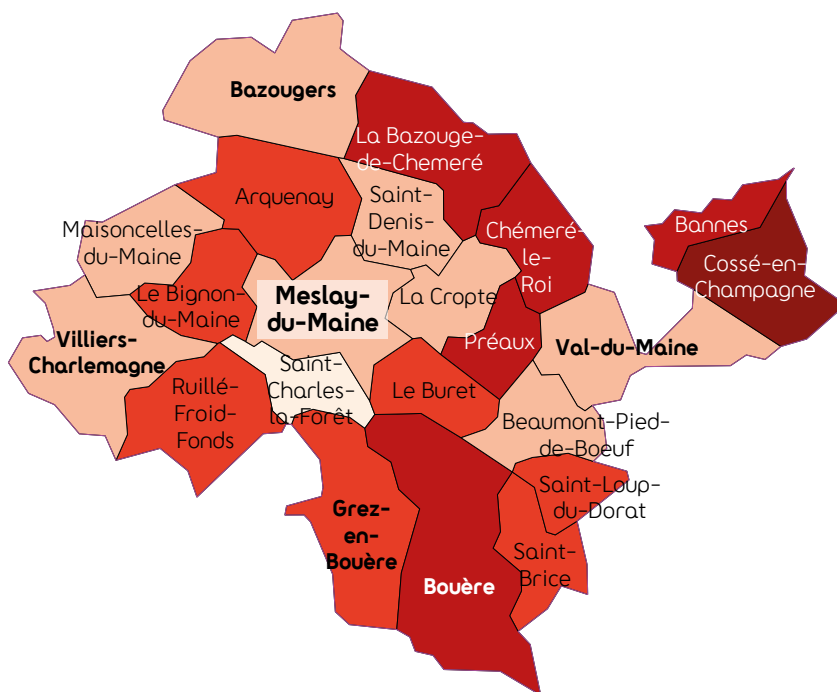 Bazougers
La Bazouge-
de-Chemeré
Arquenay
Saint-
Denis-
du-Maine
Maisoncelles-
du-Maine
Chémeré-
le-
Roi
Bannes
Cossé-en-
Champagne
Le Bignon-
du-Maine
Meslay-
du-Maine
La Cropte
Villiers-
Charlemagne
Préaux
Val-du-Maine
Saint-
Charles-
la-Forêt
Ruillé-
Froid-
Fonds
Le Buret
Beaumont-Pied-
de-Boeuf
Saint-Loup-
du-Dorat
Grez-
en-
Bouère
Saint-
Brice
Bouère